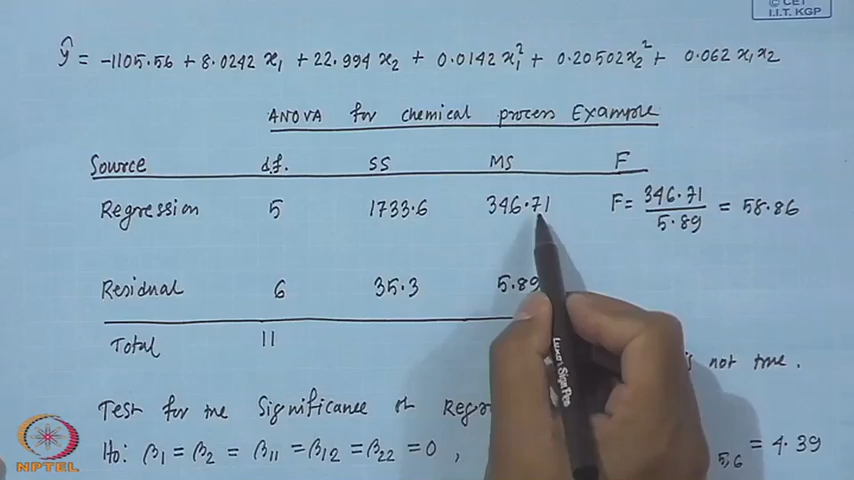 © CET
I.I.T. KGP
ŷ = -1105.56 + 8.0242 x₁ + 22.994 x₂ + 0.0142 x₁² + 0.20502 x₂² + 0.062 x₁x₂
ANOVA for chemical process Example
Source d.f. SS MS F
Regression 5 1733.6 346.71 F = 346.71 / 5.89 = 58.86
Residual 6 35.3 5.89
Total 11
is not true.
Test for the Significance of
H₀: β₁ = β₂ = β₁₁ = β₁₂ = β₂₂ = 0, 5,6 = 4.39
NPTEL